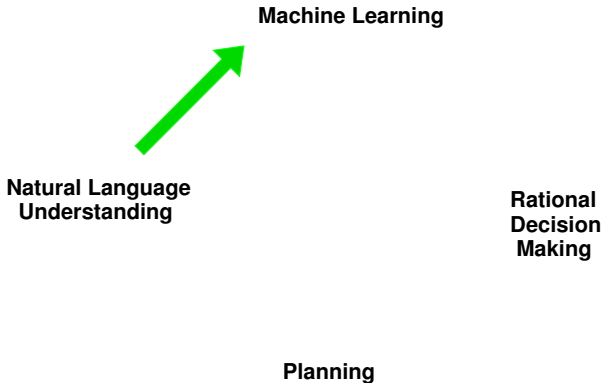 Machine Learning
Natural Language
Understanding
Rational
Decision
Making
Planning